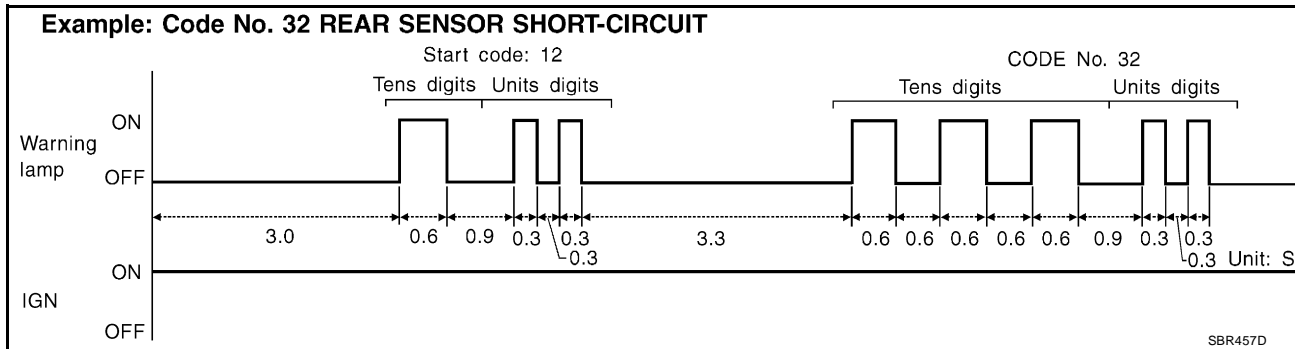 Example: Code No. 32 REAR SENSOR SHORT-CIRCUIT
Start code: 12
CODE No. 32
Tens digits Units digits
Tens digits Units digits
ON
Warning
lamp
OFF
3.0 0.6 0.9 0.3 0.3 3.3 0.6 0.6 0.6 0.6 0.6 0.9 0.3 0.3
0.3 0.3 Unit: S
ON
IGN
OFF
SBR457D